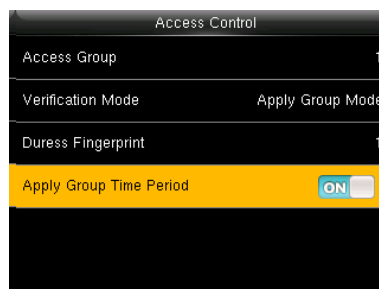 Access Control
Access Group 1
Verification Mode Apply Group Mode
Duress Fingerprint 1
Apply Group Time Period ON